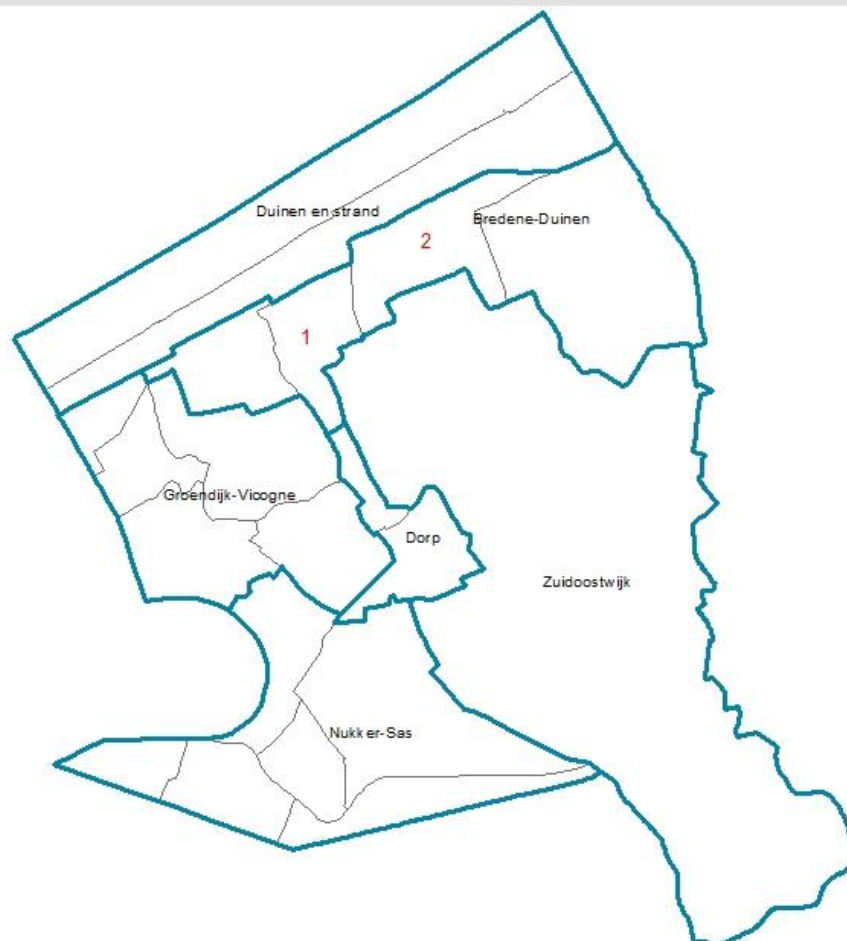 Duinen en strand
Bredene-Duinen
2
1
Groendijk-Vicogne
Dorp
Zuidoostwijk
Nukker-Sas